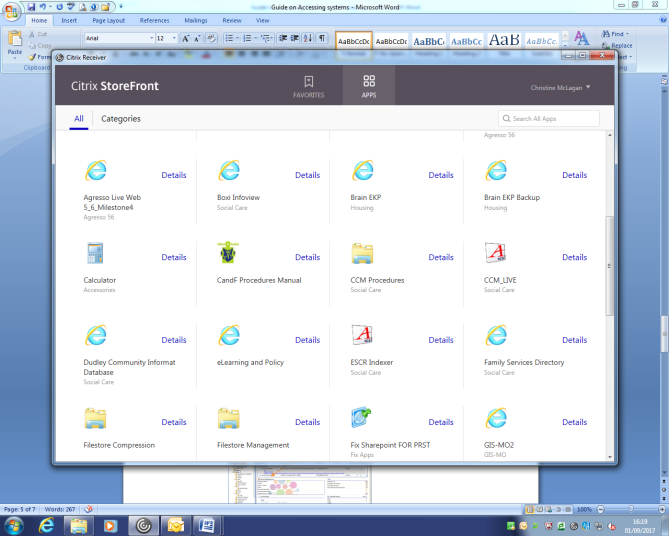 Guide on Accessing systems - Microsoft Word
Home Insert Page Layout References Mailings Review View
Cut
Copy
Paste
Form
Clipboard
Arial 12
AaBbCcDc AaBbCcDc AaBbC AaBbCc AaB AaBbCc.
Find
Replace
Select
Citrix Receiver
Citrix StoreFront
FAVORITES
APPS
Christine McLagan
All Categories
Search All Apps
Agresso 56
Details Details Details Details
Agresso Live Web
5_6_Milestone4
Agresso 56
Boxi Infoview
Social Care
Brain EKP
Housing
Brain EKP Backup
Housing
Details Details Details Details
Calculator
Accessories
CandF Procedures Manual
CCM Procedures
Social Care
CCM_LIVE
Social Care
Details Details Details Details
Dudley Community Informat
Database
Social Care
eLearning and Policy
ESCR Indexer
Social Care
Family Services Directory
Social Care
Details Details Details Details
Filestore Compression
Filestore Management
Fix Sharepoint FOR PRST
Fix Apps
GIS-MO2
GIS-MO
Page: 5 of 7 Words: 267
100%
16:19
01/09/2017